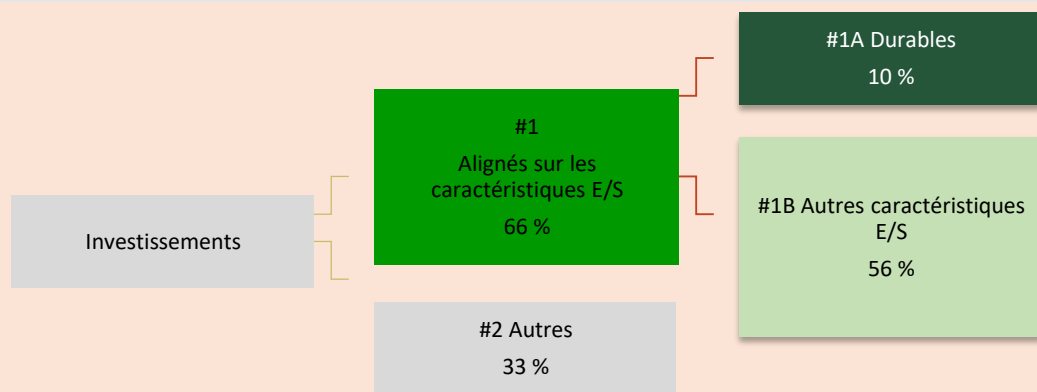 #1A Durables
10 %
#1
Alignés sur les
caractéristiques E/S
66 %
#1B Autres caractéristiques
E/S
56 %
Investissements
#2 Autres
33 %